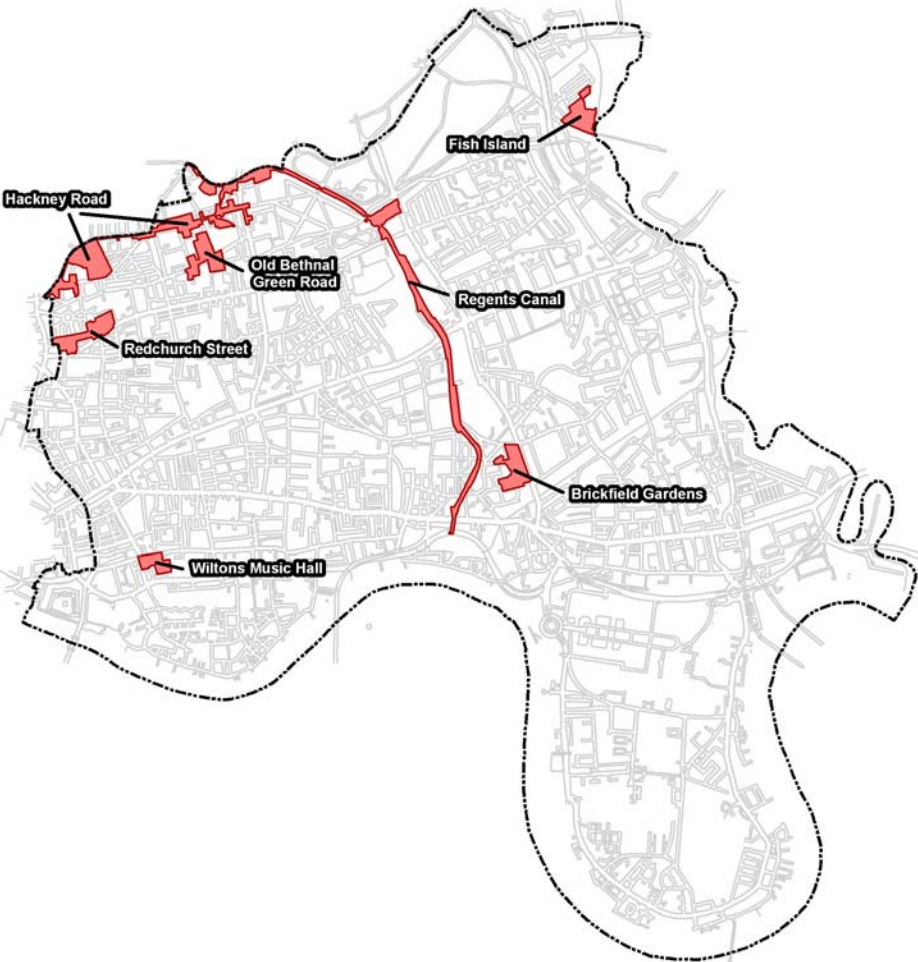 Fish Island
Hackney Road
Old Bethnal
Green Road
Regents Canal
Redchurch Street
Brickfield Gardens
Wiltons Music Hall